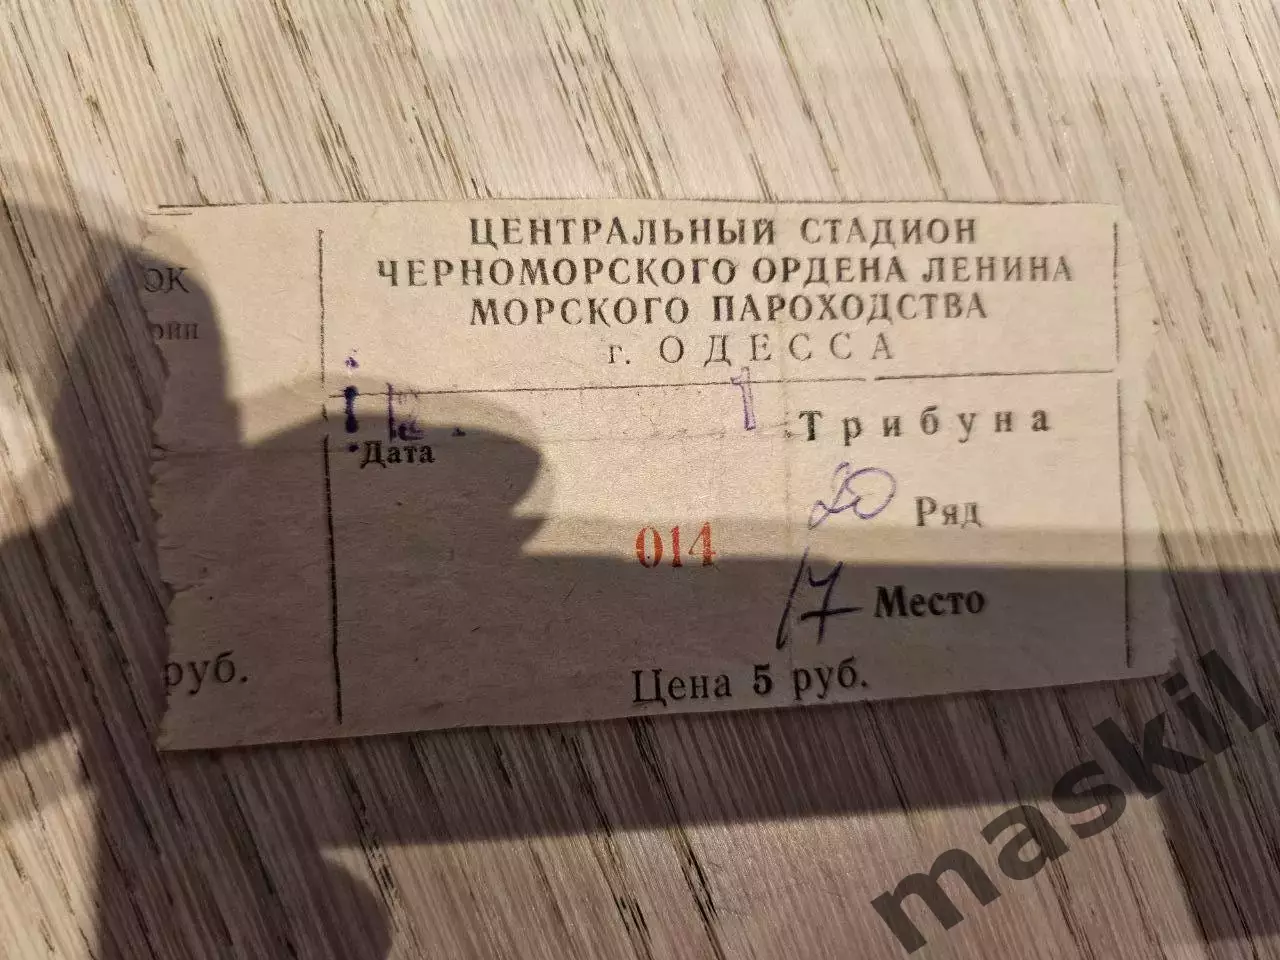 ЦЕНТРАЛЬНЫЙ СТАДИОН
ЧЕРНОМОРСКОГО ОРДЕНА ЛЕНИНА
МОРСКОГО ПАРОХОДСТВА
г. ОДЕССА
1 Трибуна
Дата
20 Ряд
014
17 Место
Цена 5 руб.
руб.
maskil